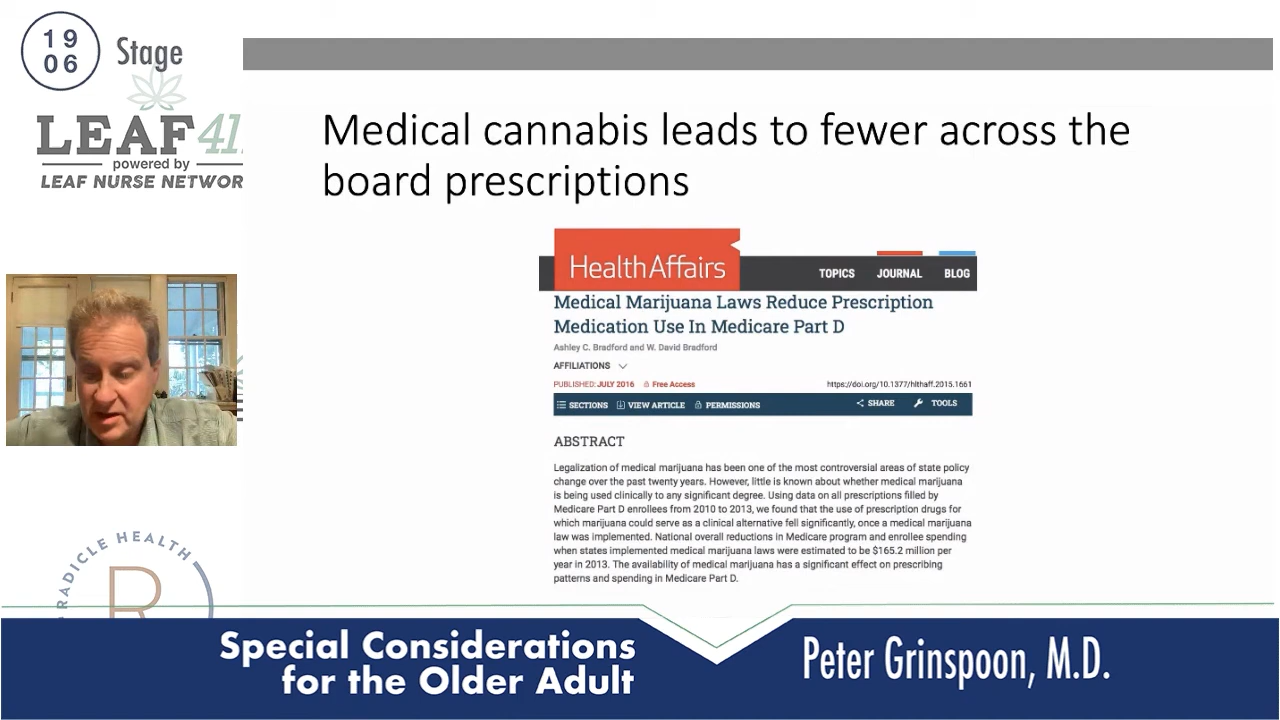 19
06
Stage
LEAF 41
powered by
LEAF NURSE NETWOR
Medical cannabis leads to fewer across the
board prescriptions
HealthAffairs
TOPICS JOURNAL BLOG
Medical Marijuana Laws Reduce Prescription
Medication Use In Medicare Part D
Ashley C. Bradford and W. David Bradford
AFFILIATIONS
PUBLISHED: JULY 2016 Free Access https://doi.org/10.1377/hlthaff.2015.1661
SECTIONS VIEW ARTICLE PERMISSIONS SHARE TOOLS
ABSTRACT
Legalization of medical marijuana has been one of the most controversial areas of state policy
change over the past twenty years. However, little is known about whether medical marijuana
is being used clinically to any significant degree. Using data on all prescriptions filled by
Medicare Part D enrollees from 2010 to 2013, we found that the use of prescription drugs for
which marijuana could serve as a clinical alternative fell significantly, once a medical marijuana
law was implemented. National overall reductions in Medicare program and enrollee spending
when states implemented medical marijuana laws were estimated to be $165.2 million per
year in 2013. The availability of medical marijuana has a significant effect on prescribing
patterns and spending in Medicare Part D.
RADICLE HEALTH
R
Special Considerations
for the Older Adult
Peter Grinspoon, M.D.